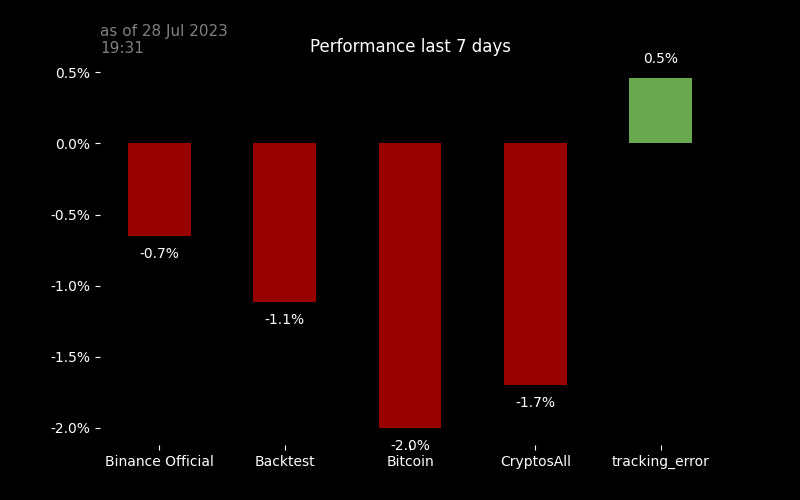 as of 28 Jul 2023
19:31
Performance last 7 days
0.5%
0.5%
0.0%
-0.5%
-0.7%
-1.0%
-1.1%
-1.5%
-1.7%
-2.0%
-2.0%
Binance Official
Backtest
Bitcoin
CryptosAll
tracking_error